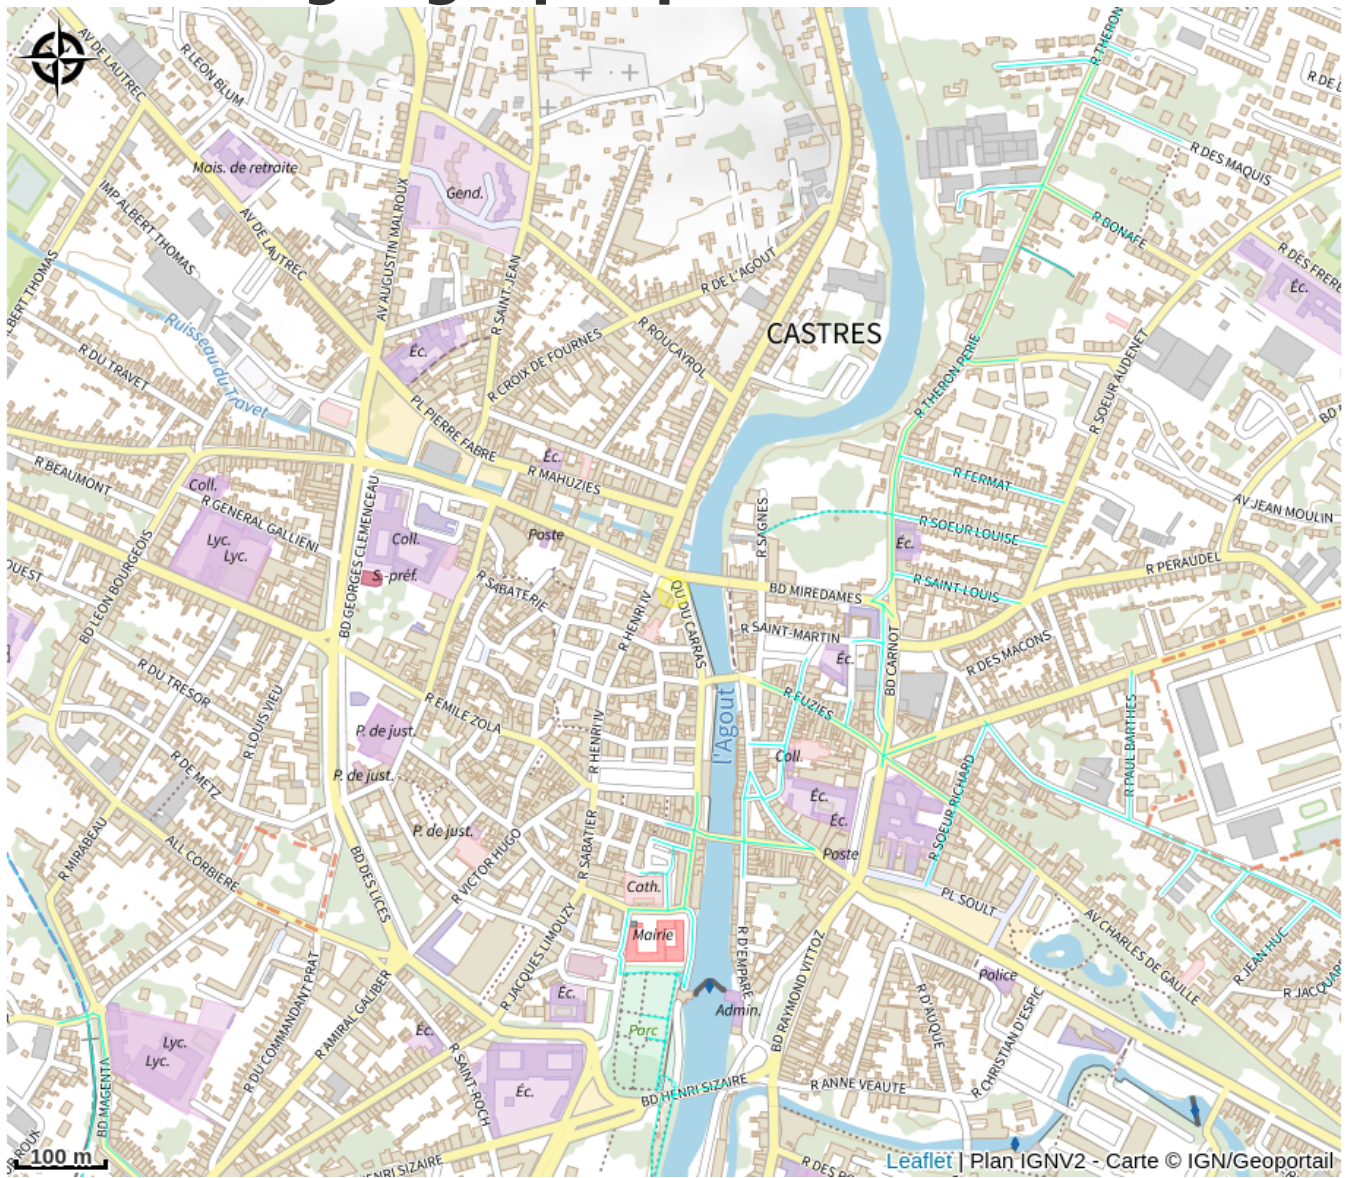 AV DE LAUTREC
R LEON BLUM
R THERON
R DE L
Mais. de retraite
Gend.
R DES MAQUIS
IMP ALBERT THOMAS
AV DE LAUTREC
AV AUGUSTIN MALROUX
R BONAFE
R DES FRERE
Éc.
ALBERT THOMAS
R SAINT-JEAN
R DE L'AGOUT
Ruisseau du Travet
R DU TRAVET
Éc.
R CROIX DE FOURNES
R ROUCAYROL
CASTRES
R THERON PERIE
R SOEUR AUDENET
PL PIERRE FABRE
BD
R BEAUMONT
Coll.
Éc.
R MAHUZIES
R FERMAT
R GENERAL GALLIENI
AV JEAN MOULIN
Lyc.
Lyc.
Coll.
Poste
R SAGNES
R SOEUR LOUISE
Éc.
OUEST
BD LEON BOURGEOIS
BD GEORGES CLEMENCEAU
S.-préf.
R SABATERIE
R HENRI IV
QU DU CARRAS
BD MIREDAMES
R SAINT-LOUIS
R PERAUDEL
R SAINT-MARTIN
Éc.
BD CARNOT
R DES MACONS
R DU TRESOR
R LOUIS VIEU
R EMILE ZOLA
l'Agout
R FUZIES
R PAUL BARTHES
P. de just.
R HENRI IV
Coll.
R DE METZ
P. de just.
Éc.
Éc.
R SOEUR RICHARD
R MIRABEAU
ALL CORBIERE
BD DES LICES
P. de just.
R VICTOR HUGO
R SABATIER
Poste
Cath.
PL SOULT
Mairie
R JACQUES LIMOUZY
R D'EMPARE
BD RAYMOND VITTOZ
AV CHARLES DE GAULLE
R JEAN HUC
R JACQUAR
R DU COMMANDANT PRAT
R AMIRAL GALIBER
Éc.
Police
Admin.
Parc
R D'AUQUE
R CHRISTIAN D'ESPIC
Lyc.
Lyc.
Éc.
R SAINT-ROCH
Éc.
BD HENRI SIZAIRE
R ANNE VEAUTE
BD MAGENTA
100 m
HENRI SIZAIRE
R DES
Leaflet | Plan IGNV2 - Carte © IGN/Geoportail